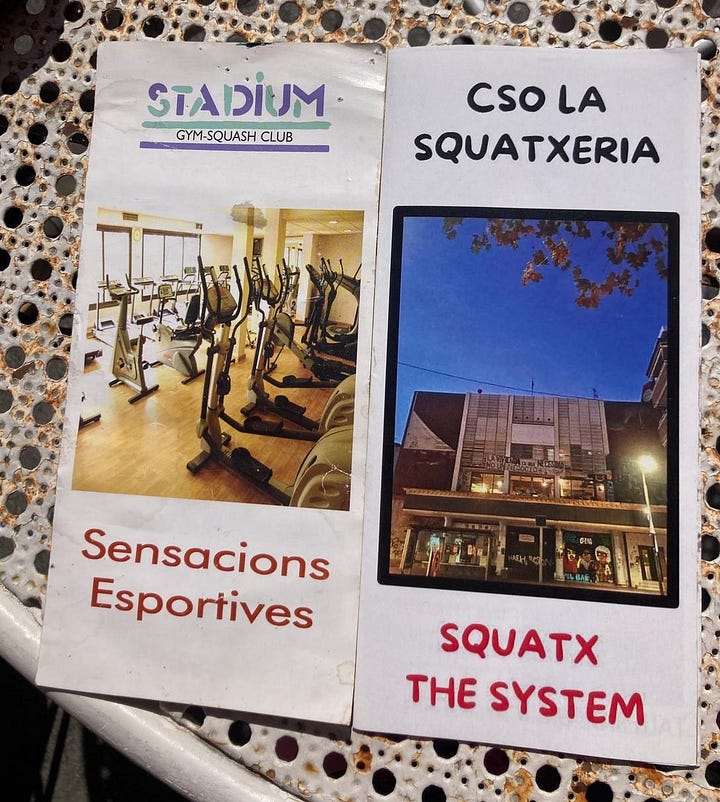 STADIUM
GYM-SQUASH CLUB
Sensacions
Esportives
CSO LA
SQUATXERIA
SQUATX
THE SYSTEM